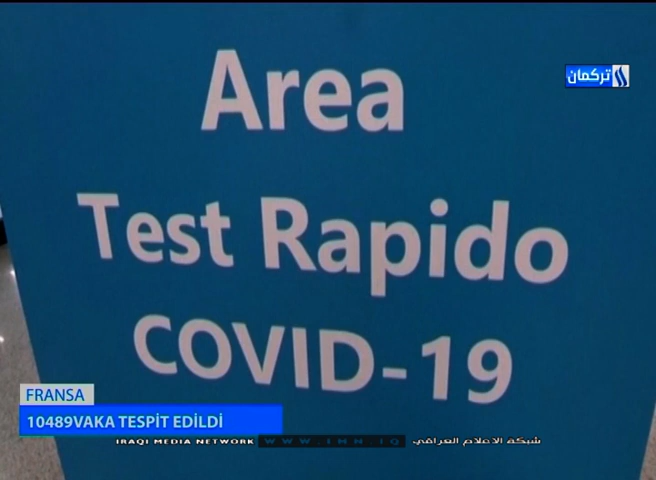 تركمان
Area
Test Rapido
COVID-19
FRANSA
10489VAKA TESPİT EDİLDİ
IRAQI MEDIA NETWORK WWW.IMN.IQ شبكة الاعلام العراقي